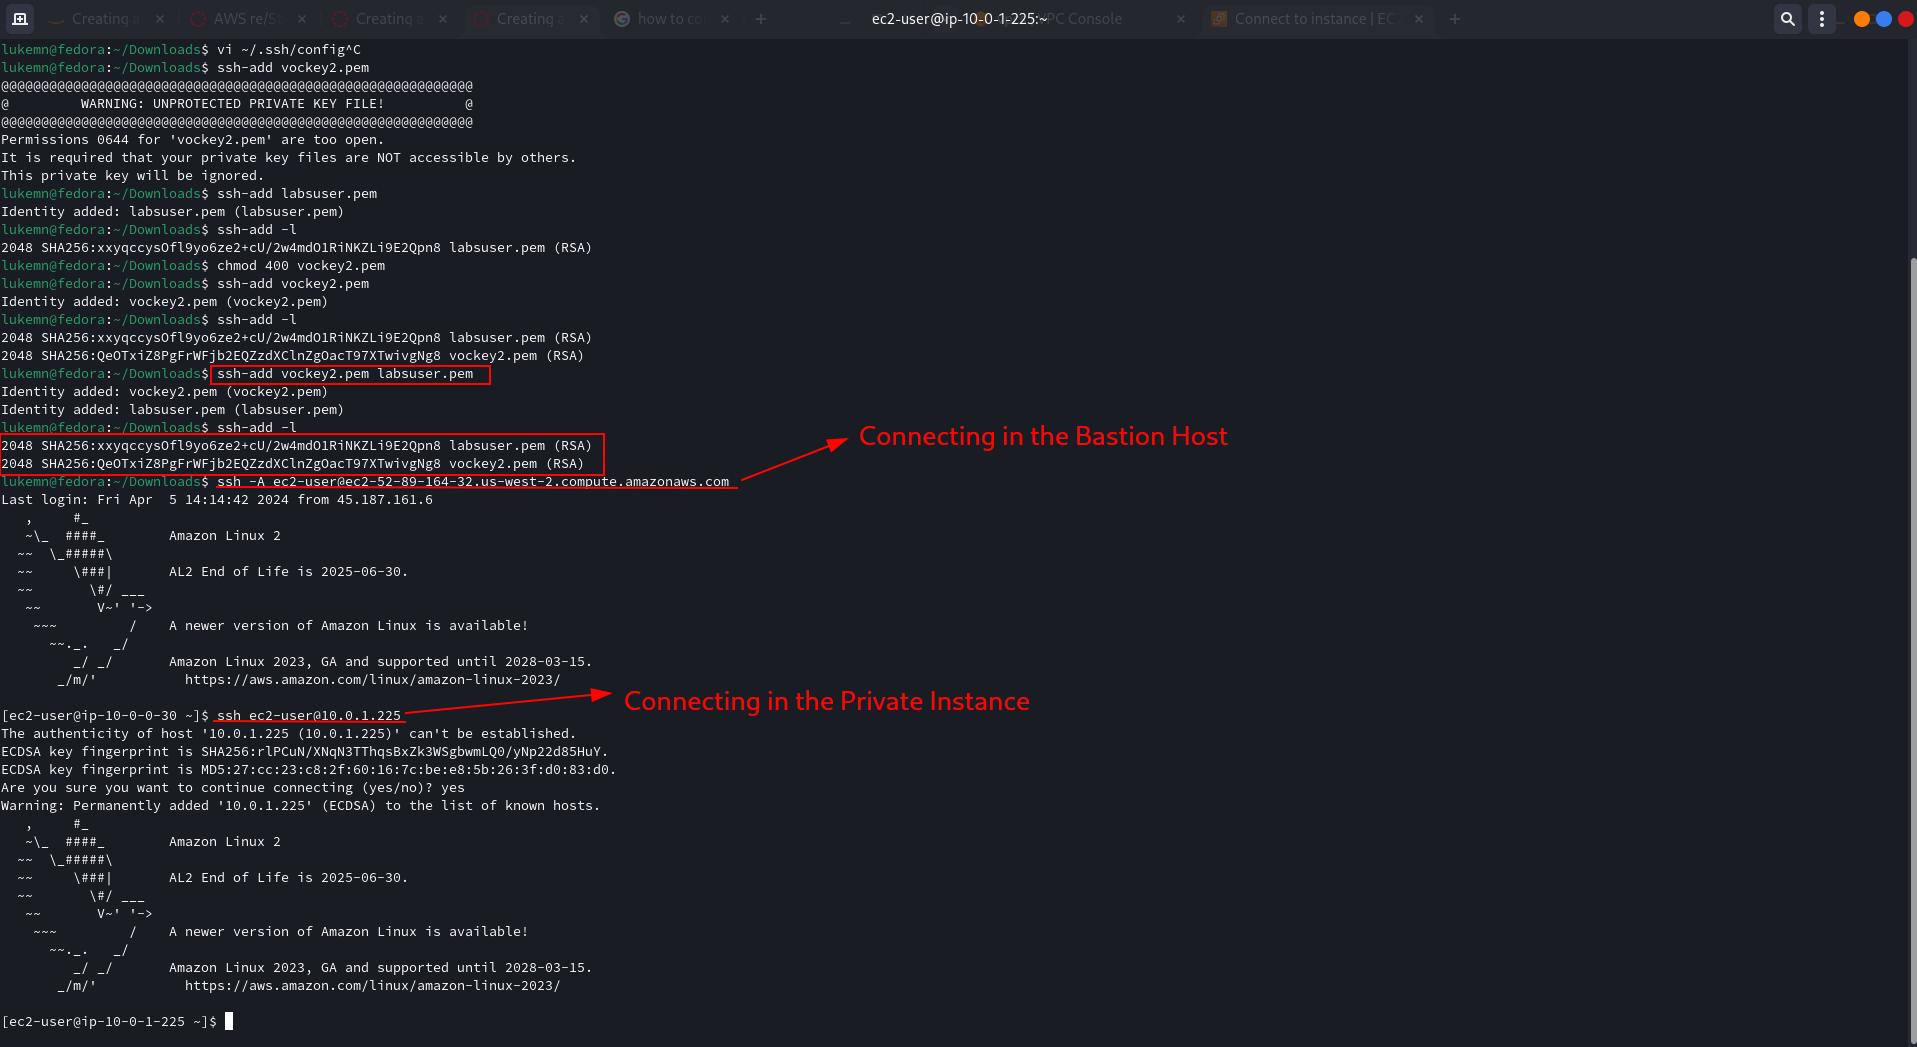 Creating a
AWS re/St
Creating a
Creating a
how to co
ec2-user@ip-10-0-1-225:~
VPC Console
Connect to instance | EC
lukemn@fedora:~/Downloads$ vi ~/.ssh/config^C
lukemn@fedora:~/Downloads$ ssh-add vockey2.pem
@@@@@@@@@@@@@@@@@@@@@@@@@@@@@@@@@@@@@@@@@@@@@@@@@@@@@@@@@@@
@         WARNING: UNPROTECTED PRIVATE KEY FILE!          @
@@@@@@@@@@@@@@@@@@@@@@@@@@@@@@@@@@@@@@@@@@@@@@@@@@@@@@@@@@@
Permissions 0644 for 'vockey2.pem' are too open.
It is required that your private key files are NOT accessible by others.
This private key will be ignored.
lukemn@fedora:~/Downloads$ ssh-add labsuser.pem
Identity added: labsuser.pem (labsuser.pem)
lukemn@fedora:~/Downloads$ ssh-add -l
2048 SHA256:xxyqccysOfl9yo6ze2+cU/2w4mdO1RiNKZLi9E2Qpn8 labsuser.pem (RSA)
lukemn@fedora:~/Downloads$ chmod 400 vockey2.pem
lukemn@fedora:~/Downloads$ ssh-add vockey2.pem
Identity added: vockey2.pem (vockey2.pem)
lukemn@fedora:~/Downloads$ ssh-add -l
2048 SHA256:xxyqccysOfl9yo6ze2+cU/2w4mdO1RiNKZLi9E2Qpn8 labsuser.pem (RSA)
2048 SHA256:QeOTxiZ8PgFrWFjb2EQZzdXClnZgOacT97XTwivgNg8 vockey2.pem (RSA)
lukemn@fedora:~/Downloads$ ssh-add vockey2.pem labsuser.pem
Identity added: vockey2.pem (vockey2.pem)
Identity added: labsuser.pem (labsuser.pem)
lukemn@fedora:~/Downloads$ ssh-add -l
Connecting in the Bastion Host
2048 SHA256:xxyqccysOfl9yo6ze2+cU/2w4mdO1RiNKZLi9E2Qpn8 labsuser.pem (RSA)
2048 SHA256:QeOTxiZ8PgFrWFjb2EQZzdXClnZgOacT97XTwivgNg8 vockey2.pem (RSA)
lukemn@fedora:~/Downloads$ ssh -A ec2-user@ec2-52-89-164-32.us-west-2.compute.amazonaws.com
Last login: Fri Apr  5 14:14:42 2024 from 45.187.161.6
   ,     #_
   ~\_  ####_        Amazon Linux 2
  ~~  \_#####\
  ~~     \###|       AL2 End of Life is 2025-06-30.
  ~~       \#/ ___
   ~~       V~' '->
    ~~~         /    A newer version of Amazon Linux is available!
      ~~._.   _/
         _/ _/       Amazon Linux 2023, GA and supported until 2028-03-15.
       _/m/'           https://aws.amazon.com/linux/amazon-linux-2023/
Connecting in the Private Instance
[ec2-user@ip-10-0-0-30 ~]$ ssh ec2-user@10.0.1.225
The authenticity of host '10.0.1.225 (10.0.1.225)' can't be established.
ECDSA key fingerprint is SHA256:rlPCuN/XNqN3TThqsBxZk3WSgbwmLQ0/yNp22d85HuY.
ECDSA key fingerprint is MD5:27:cc:23:c8:2f:60:16:7c:be:e8:5b:26:3f:d0:83:d0.
Are you sure you want to continue connecting (yes/no)? yes
Warning: Permanently added '10.0.1.225' (ECDSA) to the list of known hosts.
   ,     #_
   ~\_  ####_        Amazon Linux 2
  ~~  \_#####\
  ~~     \###|       AL2 End of Life is 2025-06-30.
  ~~       \#/ ___
   ~~       V~' '->
    ~~~         /    A newer version of Amazon Linux is available!
      ~~._.   _/
         _/ _/       Amazon Linux 2023, GA and supported until 2028-03-15.
       _/m/'           https://aws.amazon.com/linux/amazon-linux-2023/
[ec2-user@ip-10-0-1-225 ~]$